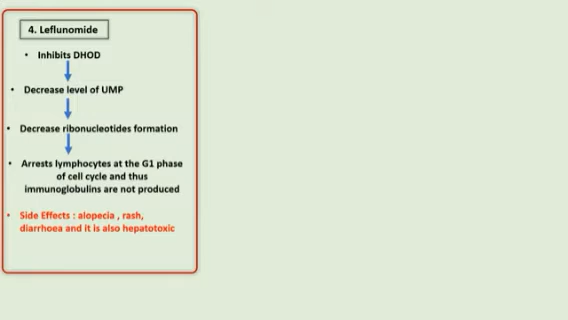 4. Leflunomide
• Inhibits DHOD
• Decrease level of UMP
• Decrease ribonucleotides formation
• Arrests lymphocytes at the G1 phase
of cell cycle and thus
immunoglobulins are not produced
• Side Effects : alopecia , rash,
diarrhoea and it is also hepatotoxic